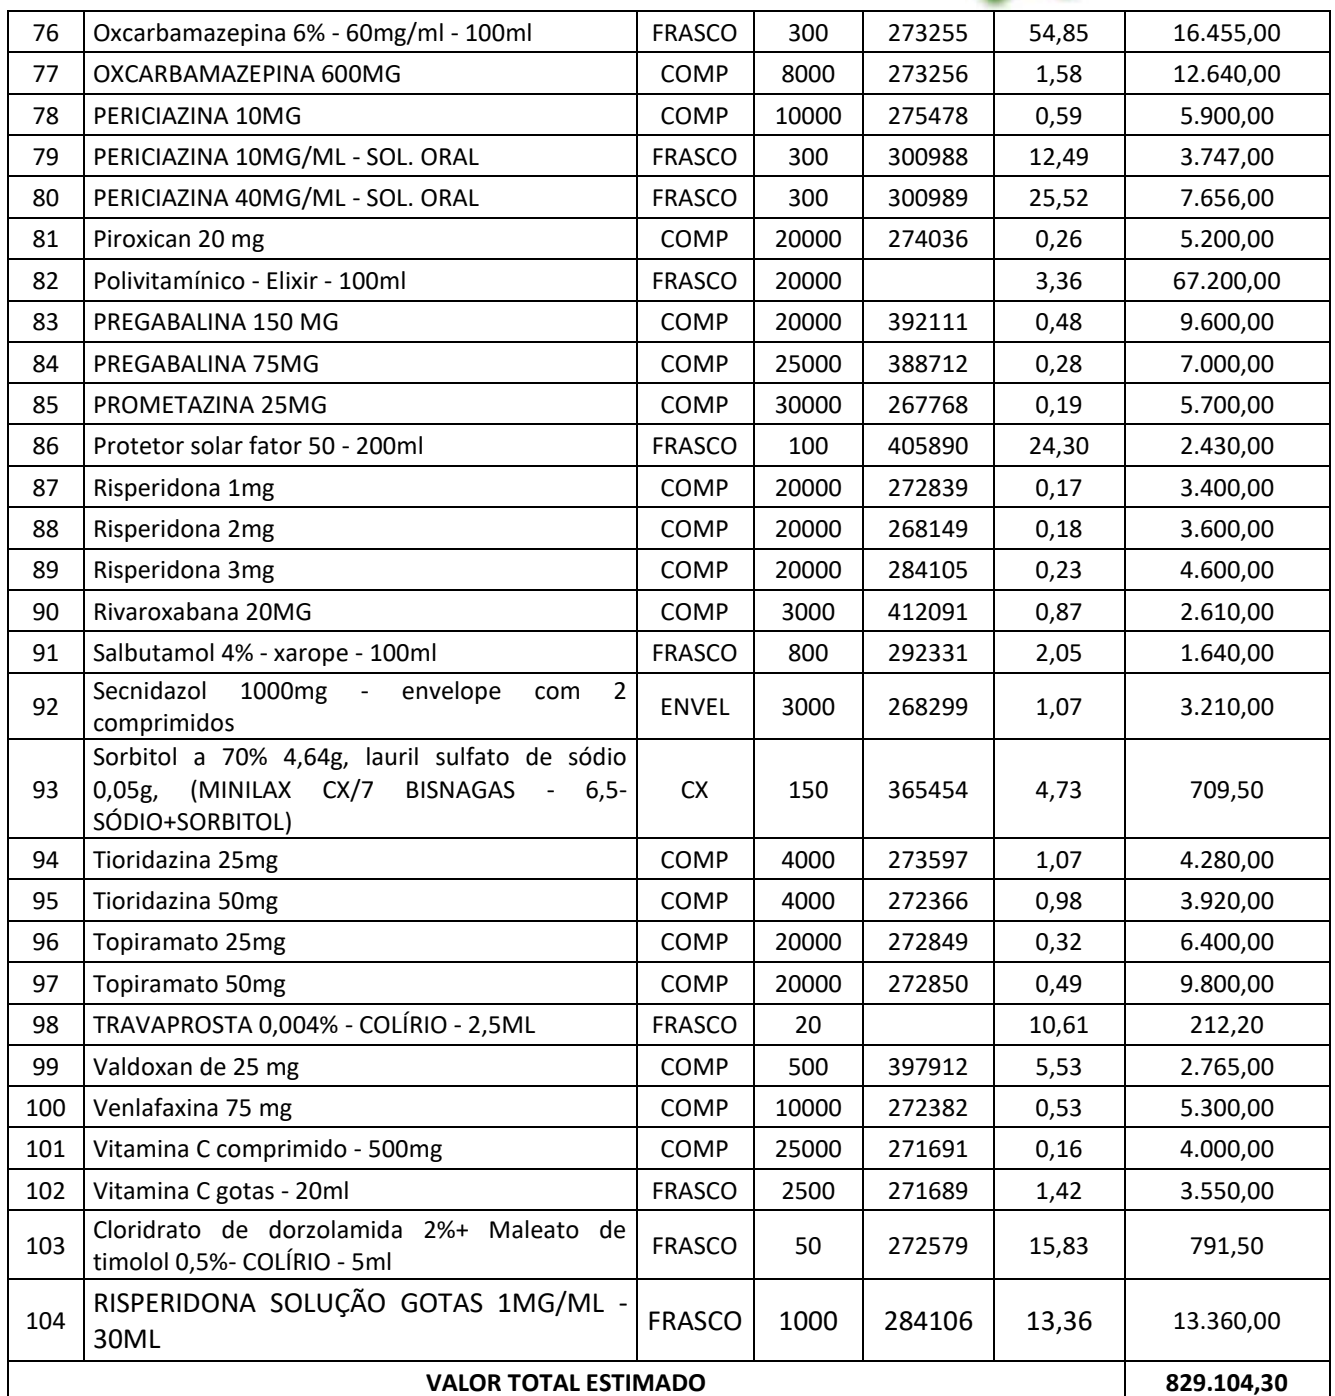 76 Oxcarbamazepina 6% - 60mg/ml - 100ml FRASCO 300 273255 54,85 16.455,00
77 OXCARBAMAZEPINA 600MG COMP 8000 273256 1,58 12.640,00
78 PERICIAZINA 10MG COMP 10000 275478 0,59 5.900,00
79 PERICIAZINA 10MG/ML - SOL. ORAL FRASCO 300 300988 12,49 3.747,00
80 PERICIAZINA 40MG/ML - SOL. ORAL FRASCO 300 300989 25,52 7.656,00
81 Piroxican 20 mg COMP 20000 274036 0,26 5.200,00
82 Polivitamínico - Elixir - 100ml FRASCO 20000 3,36 67.200,00
83 PREGABALINA 150 MG COMP 20000 392111 0,48 9.600,00
84 PREGABALINA 75MG COMP 25000 388712 0,28 7.000,00
85 PROMETAZINA 25MG COMP 30000 267768 0,19 5.700,00
86 Protetor solar fator 50 - 200ml FRASCO 100 405890 24,30 2.430,00
87 Risperidona 1mg COMP 20000 272839 0,17 3.400,00
88 Risperidona 2mg COMP 20000 268149 0,18 3.600,00
89 Risperidona 3mg COMP 20000 284105 0,23 4.600,00
90 Rivaroxabana 20MG COMP 3000 412091 0,87 2.610,00
91 Salbutamol 4% - xarope - 100ml FRASCO 800 292331 2,05 1.640,00
92 Secnidazol 1000mg - envelope com 2
comprimidos ENVEL 3000 268299 1,07 3.210,00
93 Sorbitol a 70% 4,64g, lauril sulfato de sódio
0,05g, (MINILAX CX/7 BISNAGAS - 6,5-
SÓDIO+SORBITOL) CX 150 365454 4,73 709,50
94 Tioridazina 25mg COMP 4000 273597 1,07 4.280,00
95 Tioridazina 50mg COMP 4000 272366 0,98 3.920,00
96 Topiramato 25mg COMP 20000 272849 0,32 6.400,00
97 Topiramato 50mg COMP 20000 272850 0,49 9.800,00
98 TRAVAPROSTA 0,004% - COLÍRIO - 2,5ML FRASCO 20 10,61 212,20
99 Valdoxan de 25 mg COMP 500 397912 5,53 2.765,00
100 Venlafaxina 75 mg COMP 10000 272382 0,53 5.300,00
101 Vitamina C comprimido - 500mg COMP 25000 271691 0,16 4.000,00
102 Vitamina C gotas - 20ml FRASCO 2500 271689 1,42 3.550,00
103 Cloridrato de dorzolamida 2%+ Maleato de
timolol 0,5%- COLÍRIO - 5ml FRASCO 50 272579 15,83 791,50
104 RISPERIDONA SOLUÇÃO GOTAS 1MG/ML -
30ML FRASCO 1000 284106 13,36 13.360,00
VALOR TOTAL ESTIMADO 829.104,30